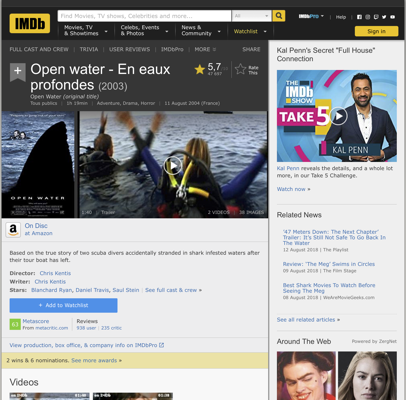 IMDb
Find Movies, TV shows, Celebrities and more...
All
Movies, TV & Showtimes
Celebs, Events & Photos
News & Community
Watchlist
IMDbPro
Help
Sign in
FULL CAST AND CREW | TRIVIA | USER REVIEWS | IMDbPro | MORE
SHARE
+
Open water - En eaux
profondes (2003)
Open Water (original title)
Tous publics | 1h 19min | Adventure, Drama, Horror | 11 August 2004 (France)
5,7
Rate
This
OPEN WATER
1:40 | Trailer
2 VIDEOS | 38 IMAGES
a
On Disc
at Amazon
Based on the true story of two scuba divers accidentally stranded in shark infested waters after
their tour boat has left.
Director: Chris Kentis
Writer: Chris Kentis
Stars: Blanchard Ryan, Daniel Travis, Saul Stein | See full cast & crew »
+ Add to Watchlist
63
Metascore
From metacritic.com
Reviews
938 user | 235 critic
View production, box office, & company info on IMDbPro
2 wins & 6 nominations. See more awards »
Videos
Kal Penn's Secret "Full House"
Connection
THE
IMDb
SHOW
TAKE 5
KAL PENN
Kal Penn reveals the details, and a whole lot
more, in our Take 5 Challenge.
Watch now »
Related News
'47 Meters Down: The Next Chapter'
Trailer: It's Still Not Safe To Go Back In
The Water
12 August 2018 | SlashFilm
Review: 'The Meg' Swims in Circles
09 August 2018 | The Film Stage
Best Shark Movies to Watch Before
Seeing the Meg
08 August 2018 | WeAreMovieGeeks.com
See all related articles »
Around The Web
Powered by ZergNet